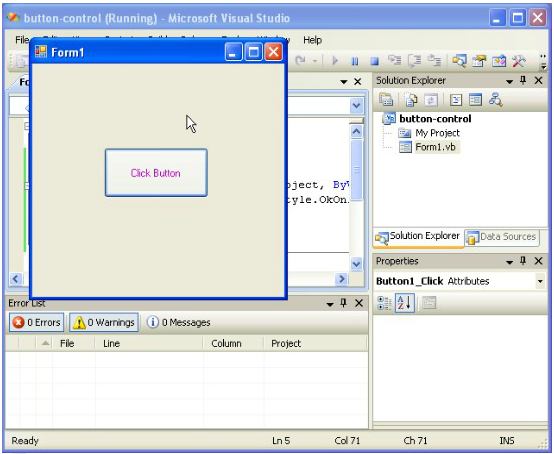 button-control (Running) - Microsoft Visual Studio
File
Help
Form1
Click Button
bject, ByV
tyle.OkOn
Solution Explorer
button-control
My Project
Form1.vb
Solution Explorer
Data Sources
Properties
Button1_Click Attributes
Error List
0 Errors
0 Warnings
0 Messages
File Line Column Project
Ready Ln 5 Col 71 Ch 71 INS